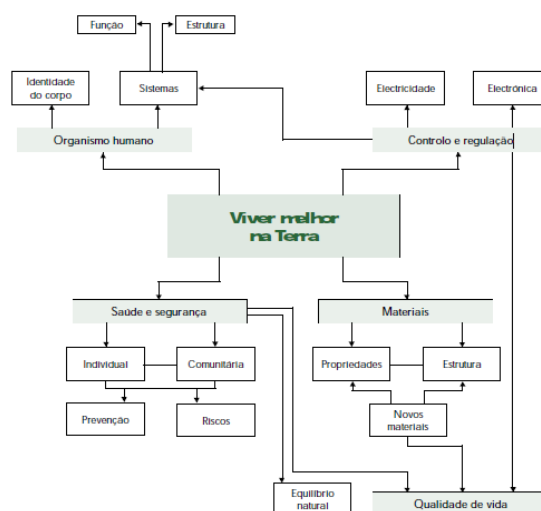 Função
Estrutura
Identidade
do corpo
Sistemas
Electricidade
Electrónica
Organismo humano
Controlo e regulação
Viver melhor
na Terra
Saúde e segurança
Materiais
Individual
Comunitária
Propriedades
Estrutura
Prevenção
Riscos
Novos
materiais
Equilíbrio
natural
Qualidade de vida